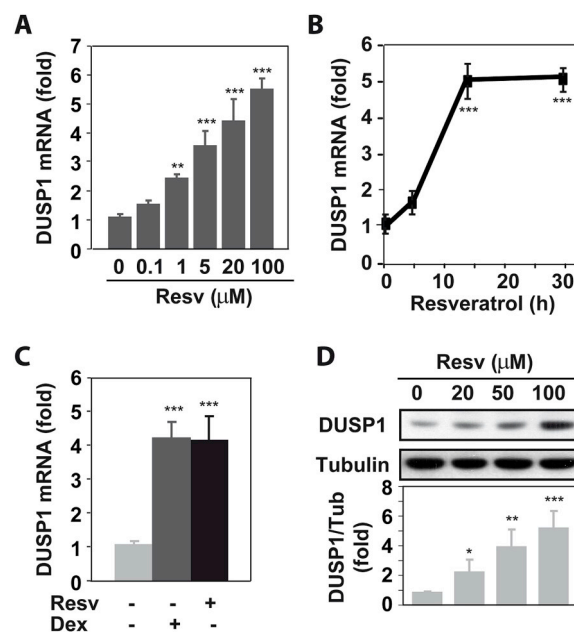 A
DUSP1 mRNA (fold)
7
6
5
4
3
2
1
0
**
***
***
***
0 0.1 1 5 20 100
Resv (μM)
B
DUSP1 mRNA (fold)
6
5
4
3
2
1
0
***
***
0 5 10 15 20 25 30
Resveratrol (h)
C
DUSP1 mRNA (fold)
6
5
4
3
2
1
0
***
***
Resv - - +
Dex - + -
D
Resv (μM)
0 20 50 100
DUSP1
Tubulin
DUSP1/Tub
(fold)
8
6
4
2
0
*
**
***